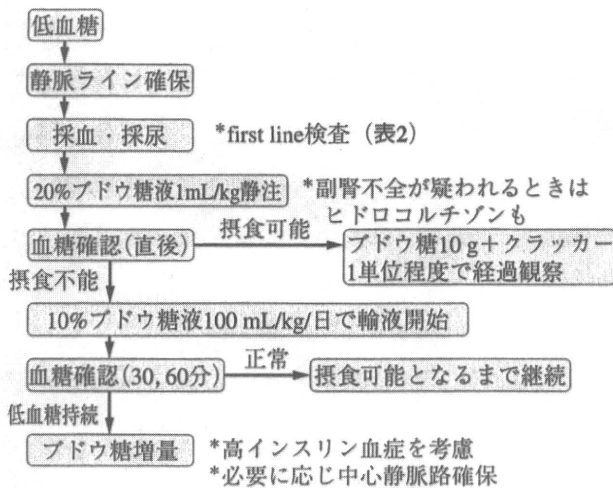 低血糖
静脈ライン確保
採血・採尿 *first line検査（表2）
20%ブドウ糖液1mL/kg静注 *副腎不全が疑われるときは
ヒドロコルチゾンも
血糖確認(直後) 摂食可能 ブドウ糖10 g＋クラッカー
1単位程度で経過観察
摂食不能
10%ブドウ糖液100 mL/kg/日で輸液開始
血糖確認(30, 60分) 正常 摂食可能となるまで継続
低血糖持続
ブドウ糖増量 *高インスリン血症を考慮
*必要に応じ中心静脈路確保